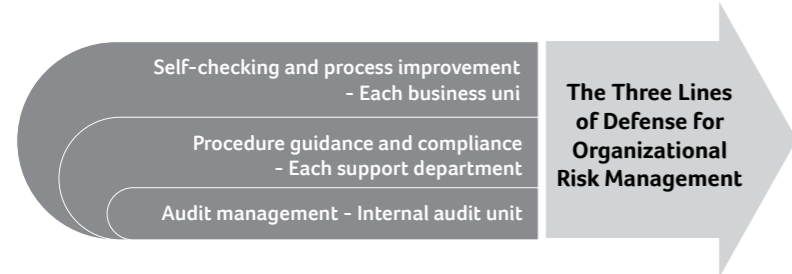 Self-checking and process improvement
- Each business uni
Procedure guidance and compliance
- Each support department
Audit management - Internal audit unit
The Three Lines
of Defense for
Organizational
Risk Management